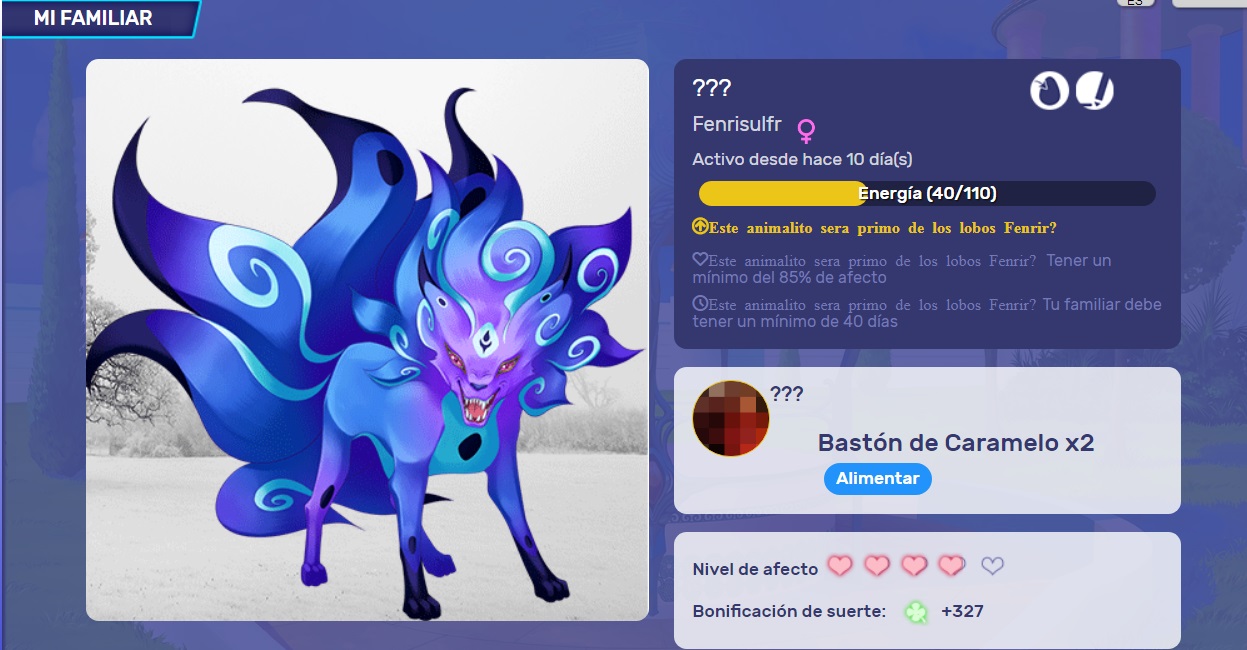 MI FAMILIAR
ES
???
Fenrisulfr
Activo desde hace 10 día(s)
Energía (40/110)
Este animalito sera primo de los lobos Fenrir?
Este animalito sera primo de los lobos Fenrir? Tener un
mínimo del 85% de afecto
Este animalito sera primo de los lobos Fenrir? Tu familiar debe
tener un mínimo de 40 días
???
Bastón de Caramelo x2
Alimentar
Nivel de afecto
Bonificación de suerte: +327